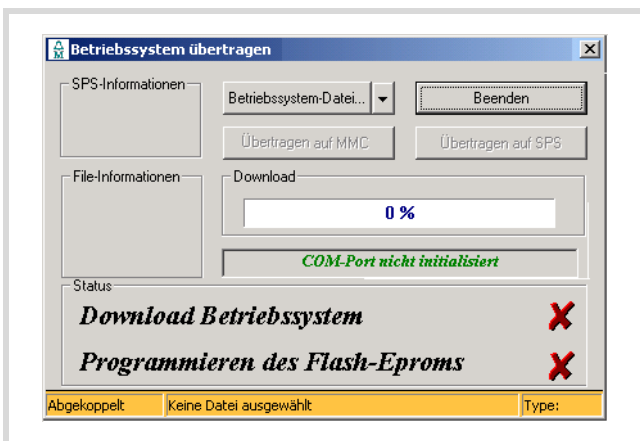 Betriebssystem übertragen
SPS-Informationen
Betriebssystem-Datei...
Beenden
Übertragen auf MMC
Übertragen auf SPS
File-Informationen
Download
0 %
COM-Port nicht initialisiert
Status
Download Betriebssystem
Programmieren des Flash-Eproms
Abgekoppelt
Keine Datei ausgewählt
Type: